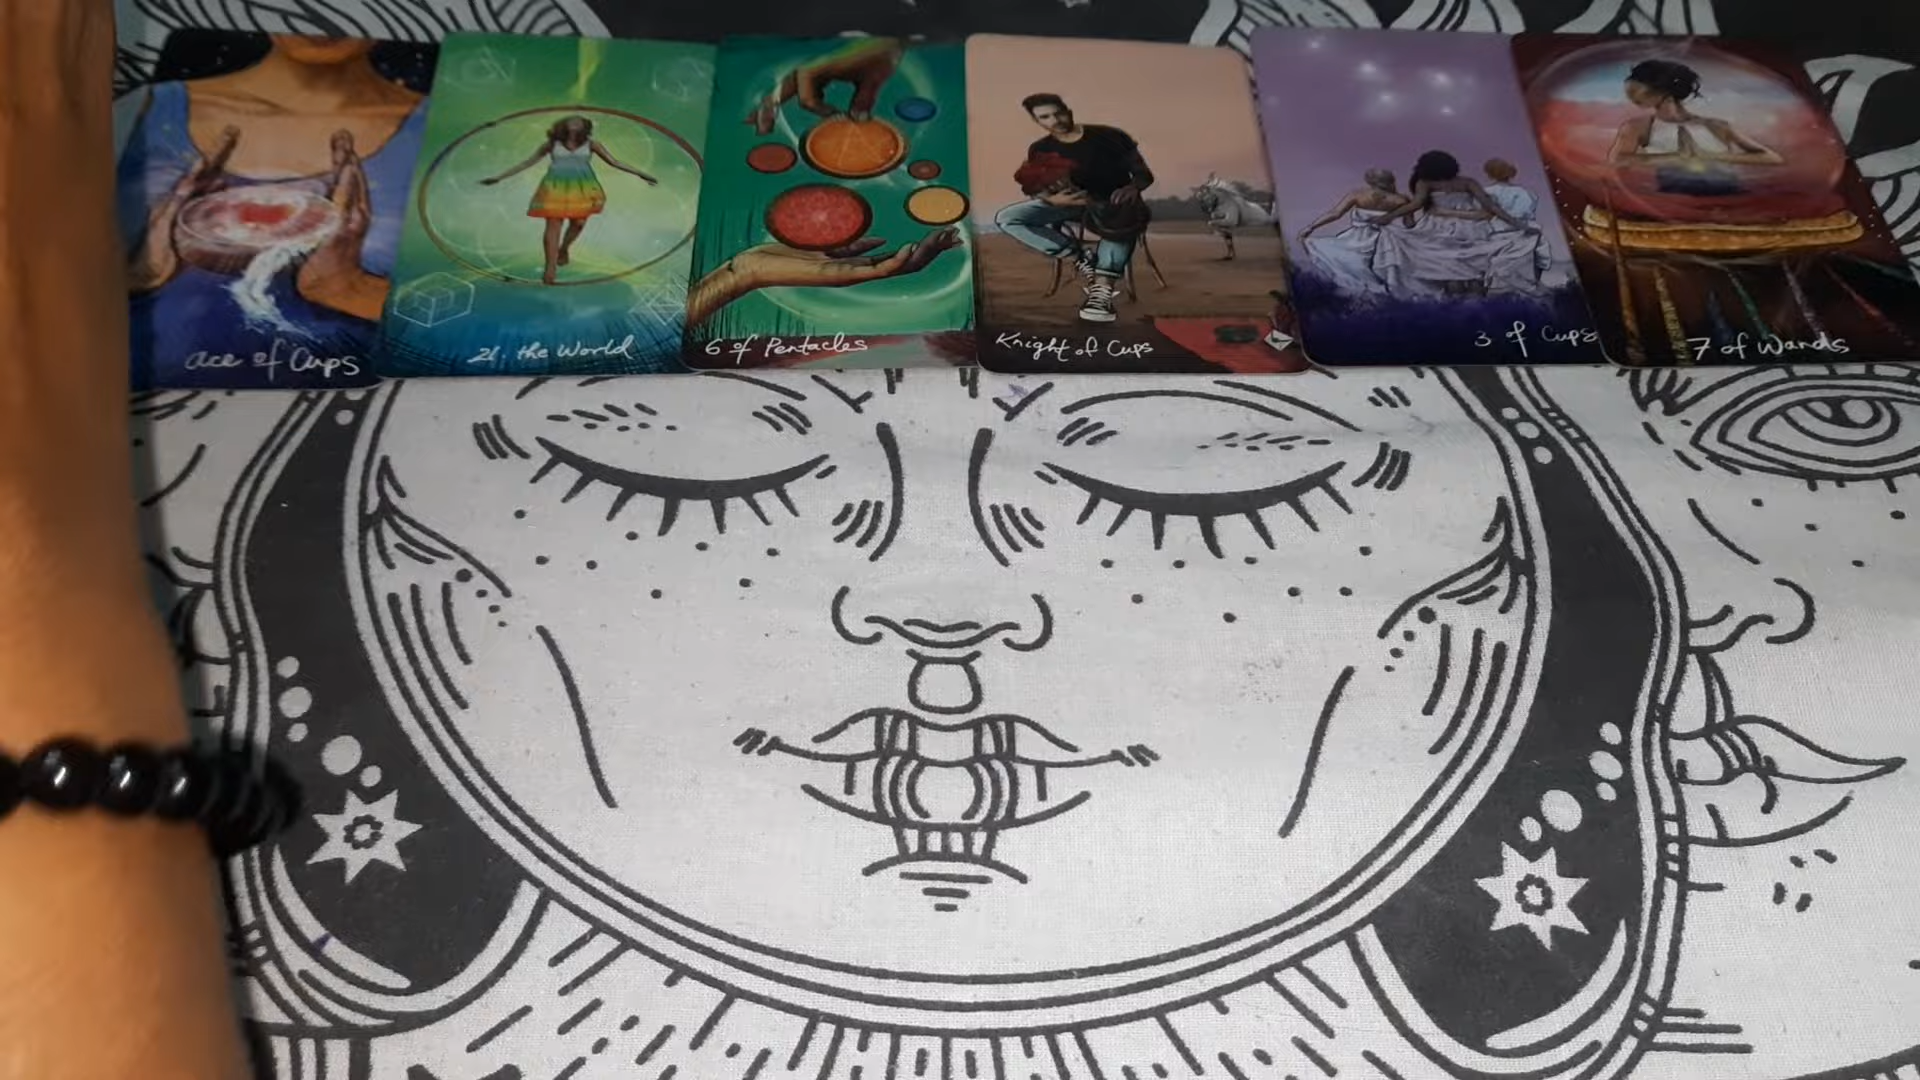 ace of Cups
21. the World
6 of Pentacles
Knight of Cups
3 of Cups
7 of Wands